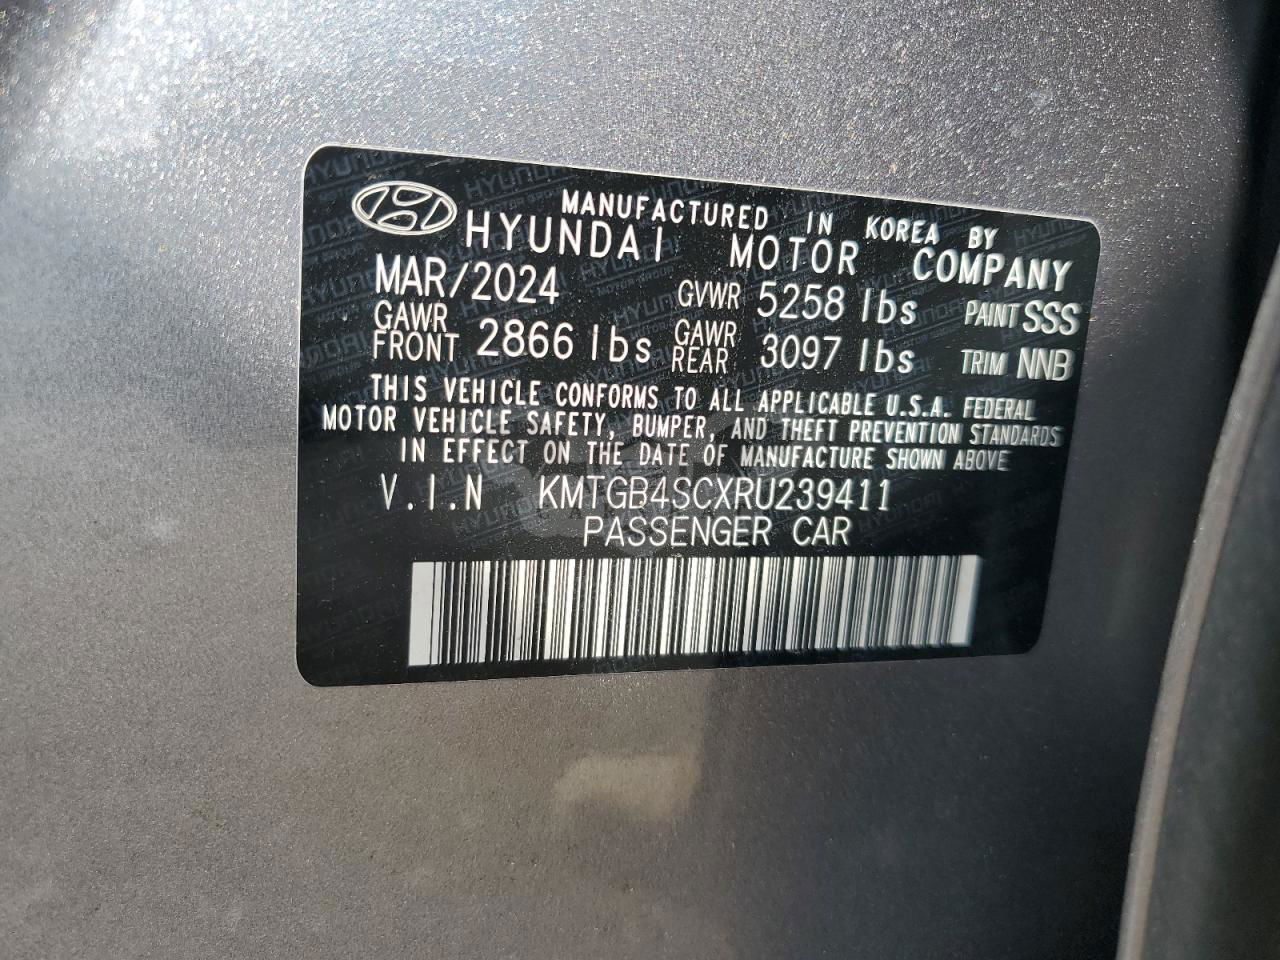 MANUFACTURED IN KOREA BY
HYUNDAI MOTOR COMPANY
MAR/2024 GVWR 5258 lbs PAINT SSS
GAWR FRONT 2866 lbs GAWR REAR 3097 lbs TRIM NNB
THIS VEHICLE CONFORMS TO ALL APPLICABLE U.S.A. FEDERAL
MOTOR VEHICLE SAFETY, BUMPER, AND THEFT PREVENTION STANDARDS
IN EFFECT ON THE DATE OF MANUFACTURE SHOWN ABOVE
V.I.N KMTGB4SCXRU239411
PASSENGER CAR